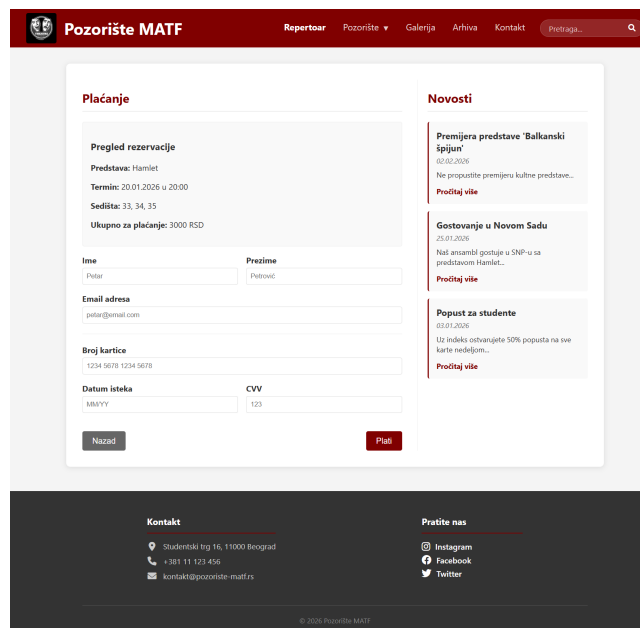 Pozorište MATF
Repertoar Pozorište ▼ Galerija Arhiva Kontakt Pretraga...
Plaćanje
Pregled rezervacije
Predstava: Hamlet
Termin: 20.01.2026 u 20:00
Sedišta: 33, 34, 35
Ukupno za plaćanje: 3000 RSD
Ime Prezime
Petar Petrović
Email adresa
petar@email.com
Broj kartice
1234 5678 1234 5678
Datum isteka CVV
MM/YY 123
Nazad Plati
Novosti
Premijera predstave 'Balkanski
špijun'
02.02.2026
Ne propustite premijeru kultne predstave...
Pročitaj više
Gostovanje u Novom Sadu
25.01.2026
Naš ansambl gostuje u SNP-u sa
predstavom Hamlet...
Pročitaj više
Popust za studente
03.01.2026
Uz indeks ostvarujete 50% popusta na sve
karte nedeljom...
Pročitaj više
Kontakt
Studentski trg 16, 11000 Beograd
+381 11 123 456
kontakt@pozoriste-matf.rs
Pratite nas
Instagram
Facebook
Twitter
© 2026 Pozorište MATF